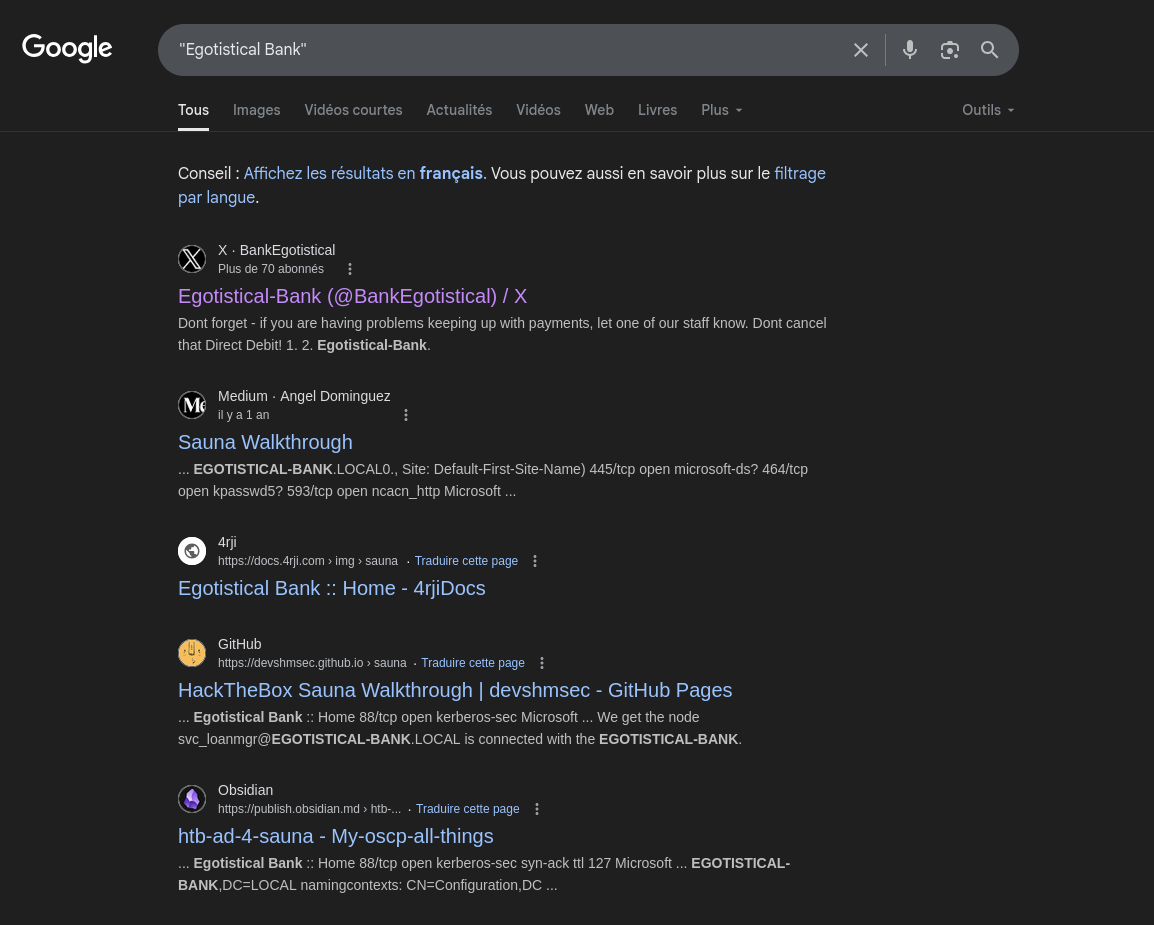 Google
"Egotistical Bank"
Tous Images Vidéos courtes Actualités Vidéos Web Livres Plus Outils
Conseil : Affichez les résultats en français. Vous pouvez aussi en savoir plus sur le filtrage
par langue.
X · BankEgotistical
Plus de 70 abonnés
Egotistical-Bank (@BankEgotistical) / X
Dont forget - if you are having problems keeping up with payments, let one of our staff know. Dont cancel
that Direct Debit! 1. 2. Egotistical-Bank.
Medium · Angel Dominguez
il y a 1 an
Sauna Walkthrough
... EGOTISTICAL-BANK.LOCAL0., Site: Default-First-Site-Name) 445/tcp open microsoft-ds? 464/tcp
open kpasswd5? 593/tcp open ncacn_http Microsoft ...
4rji
https://docs.4rji.com › img › sauna · Traduire cette page
Egotistical Bank :: Home - 4rjiDocs
GitHub
https://devshmsec.github.io › sauna · Traduire cette page
HackTheBox Sauna Walkthrough | devshmsec - GitHub Pages
... Egotistical Bank :: Home 88/tcp open kerberos-sec Microsoft ... We get the node
svc_loanmgr@EGOTISTICAL-BANK.LOCAL is connected with the EGOTISTICAL-BANK.
Obsidian
https://publish.obsidian.md › htb-... · Traduire cette page
htb-ad-4-sauna - My-oscp-all-things
... Egotistical Bank :: Home 88/tcp open kerberos-sec syn-ack ttl 127 Microsoft ... EGOTISTICAL-
BANK,DC=LOCAL namingcontexts: CN=Configuration,DC ...